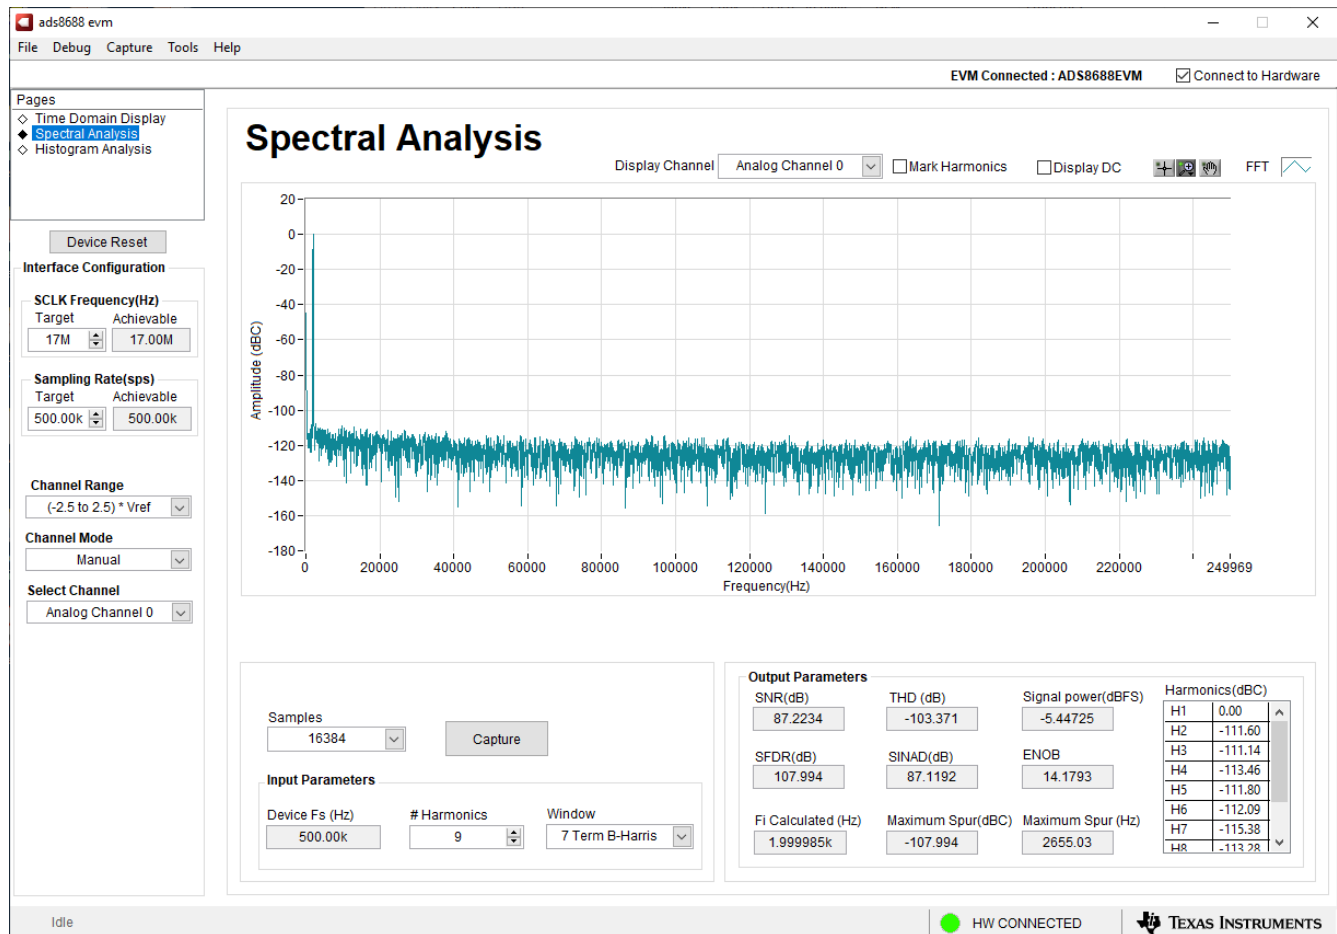 ads8688 evm
File Debug Capture Tools Help
EVM Connected : ADS8688EVM Connect to Hardware
Pages
Time Domain Display
Spectral Analysis
Histogram Analysis
Device Reset
Interface Configuration
SCLK Frequency(Hz)
Target Achievable
17M 17.00M
Sampling Rate(sps)
Target Achievable
500.00k 500.00k
Channel Range
(-2.5 to 2.5) * Vref
Channel Mode
Manual
Select Channel
Analog Channel 0
Spectral Analysis
Display Channel Analog Channel 0 Mark Harmonics Display DC FFT
Amplitude (dBC)
20
0
-20
-40
-60
-80
-100
-120
-140
-160
-180
0 20000 40000 60000 80000 100000 120000 140000 160000 180000 200000 220000 249969
Frequency(Hz)
Samples
16384 Capture
Input Parameters
Device Fs (Hz) # Harmonics Window
500.00k 9 7 Term B-Harris
Output Parameters
SNR(dB) THD (dB) Signal power(dBFS)
87.2234 -103.371 -5.44725
SFDR(dB) SINAD(dB) ENOB
107.994 87.1192 14.1793
Fi Calculated (Hz) Maximum Spur(dBC) Maximum Spur (Hz)
1.999985k -107.994 2655.03
Harmonics(dBC)
H1 0.00
H2 -111.60
H3 -111.14
H4 -113.46
H5 -111.80
H6 -112.09
H7 -115.38
H8 -113.28
Idle HW CONNECTED TEXAS INSTRUMENTS